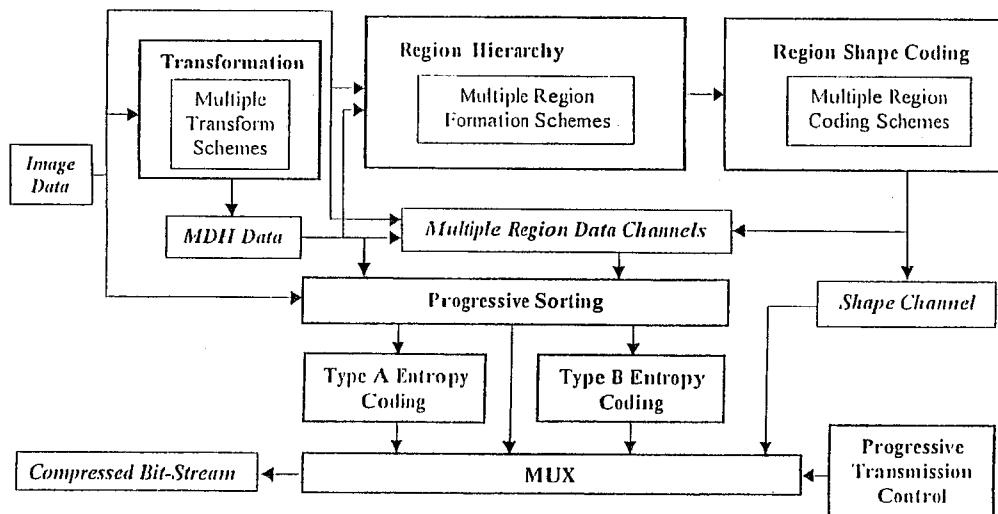 Transformation
Multiple
Transform
Schemes
Region Hierarchy
Multiple Region
Formation Schemes
Region Shape Coding
Multiple Region
Coding Schemes
Image
Data
MDH Data
Multiple Region Data Channels
Progressive Sorting
Shape Channel
Type A Entropy
Coding
Type B Entropy
Coding
Compressed Bit-Stream
MUX
Progressive
Transmission
Control